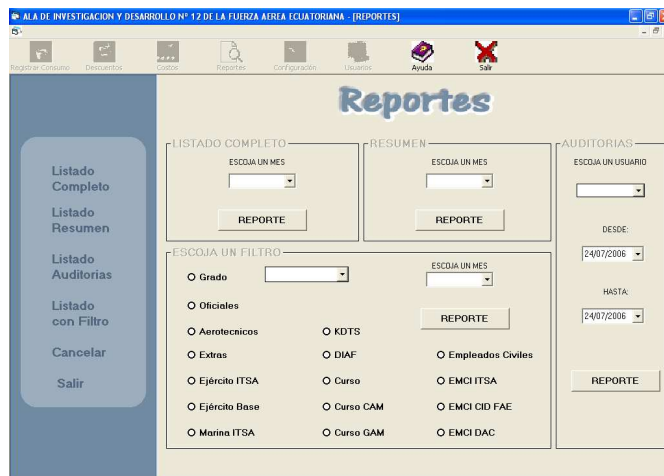 ALA DE INVESTIGACION Y DESARROLLO Nº 12 DE LA FUERZA AEREA ECUATORIANA - [REPORTES]
Registrar Consumo Descuentos Costos Reportes Configuración Usuarios Ayuda Salir
Reportes
Listado Completo
Listado Resumen
Listado Auditorias
Listado con Filtro
Cancelar
Salir
LISTADO COMPLETO
ESCOJA UN MES
REPORTE
RESUMEN
ESCOJA UN MES
REPORTE
AUDITORIAS
ESCOJA UN USUARIO
DESDE:
24/07/2006
HASTA:
24/07/2006
REPORTE
ESCOJA UN FILTRO
ESCOJA UN MES
Grado
Oficiales
REPORTE
Aerotecnicos KDTS
Extras DIAF Empleados Civiles
Ejército ITSA Curso EMCI ITSA
Ejército Base Curso CAM EMCI CID FAE
Marina ITSA Curso GAM EMCI DAC